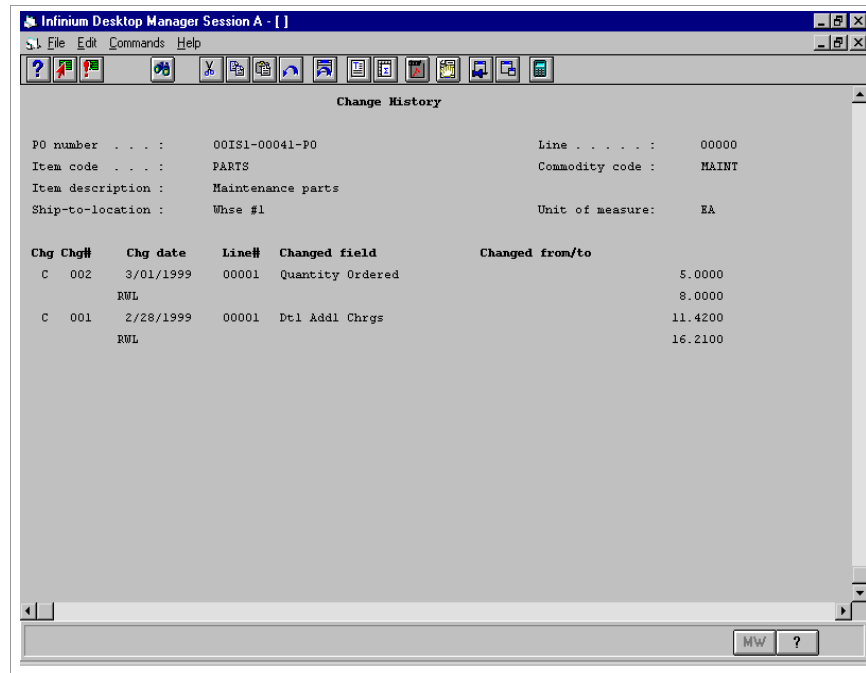 Infinium Desktop Manager Session A - [ ]
File Edit Commands Help
Change History
PO number . . . : 00IS1-00041-PO Line . . . . . : 00000
Item code . . . : PARTS Commodity code : MAINT
Item description : Maintenance parts
Ship-to-location : Whse #1 Unit of measure: EA
Chg Chg# Chg date Line# Changed field Changed from/to
C 002 3/01/1999 00001 Quantity Ordered 5.0000
RWL 8.0000
C 001 2/28/1999 00001 Dtl Addl Chrgs 11.4200
RWL 16.2100
MW ?